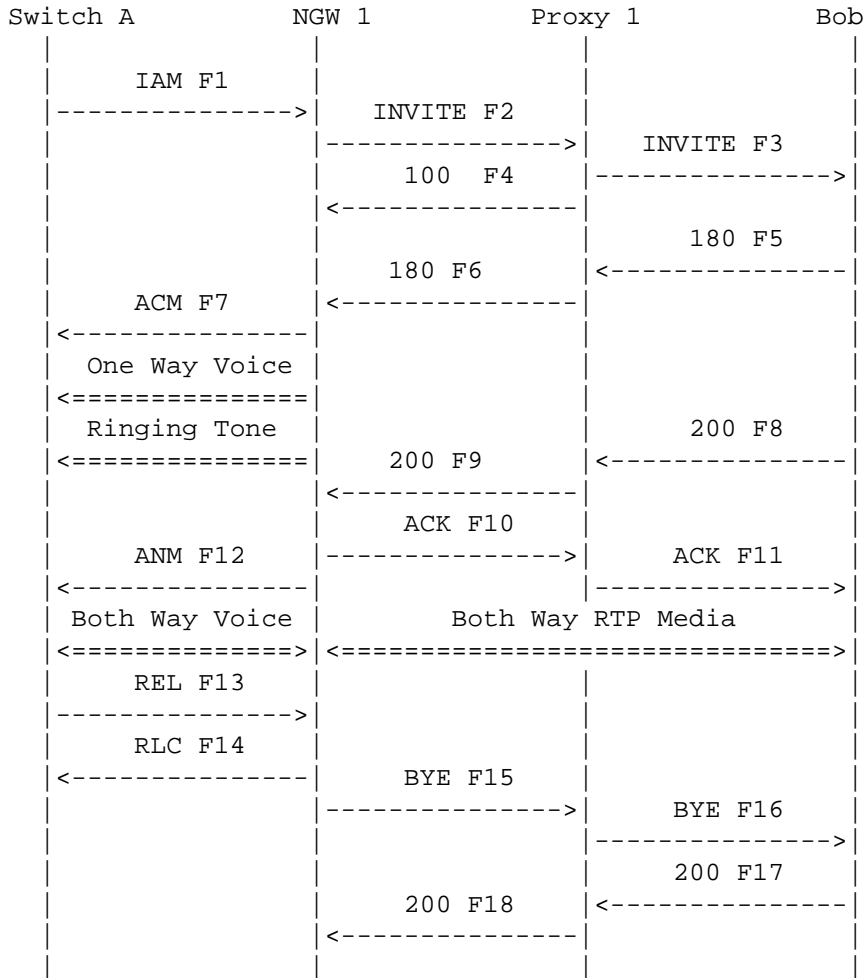 Switch A NGW 1 Proxy 1 Bob
IAM F1
INVITE F2
INVITE F3
100 F4
180 F5
180 F6
ACM F7
One Way Voice
Ringing Tone 200 F8
200 F9
ACK F10
ANM F12 ACK F11
Both Way Voice Both Way RTP Media
REL F13
RLC F14
BYE F15
BYE F16
200 F17
200 F18